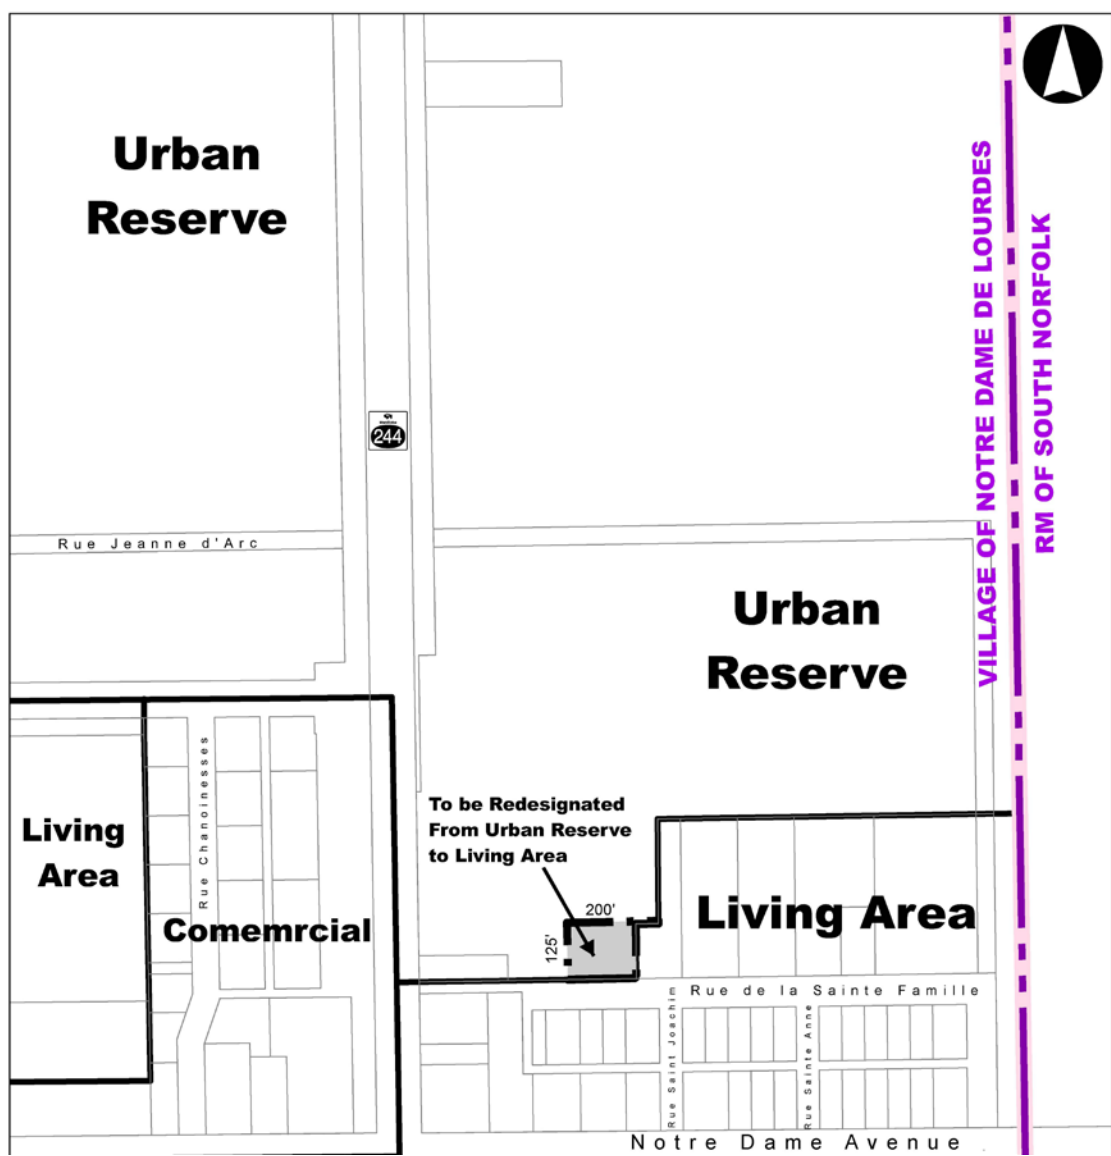 Urban
Reserve
VILLAGE OF NOTRE DAME DE LOURDES
RM OF SOUTH NORFOLK
244
Rue Jeanne d'Arc
Urban
Reserve
Rue Chanoinesses
To be Redesignated
From Urban Reserve
to Living Area
Living
Area
Comemrcial
200'
125'
Living Area
Rue de la Sainte Famille
Rue Saint Joachim
Rue Sainte Anne
Notre Dame Avenue